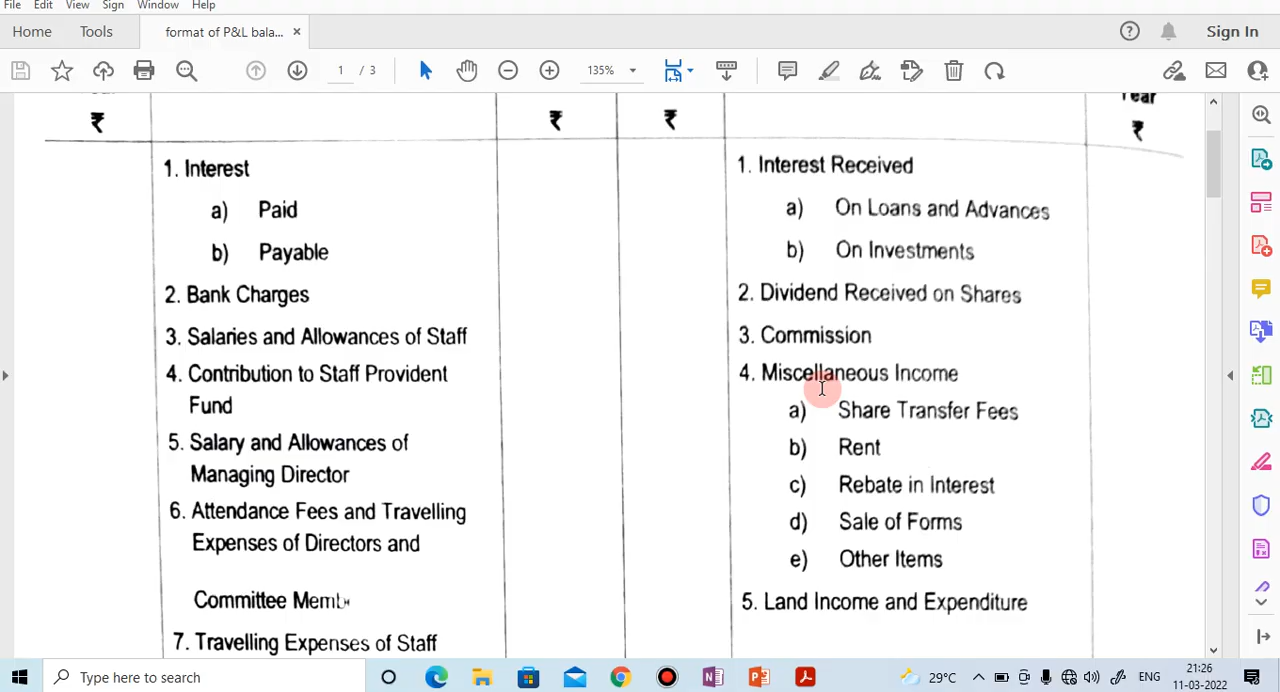 File Edit View Sign Window Help
Home Tools format of P&L bala... × Sign In
1 / 3 135%
Year
₹ ₹ ₹ ₹
1. Interest
a) Paid
b) Payable
2. Bank Charges
3. Salaries and Allowances of Staff
4. Contribution to Staff Provident
Fund
5. Salary and Allowances of
Managing Director
6. Attendance Fees and Travelling
Expenses of Directors and
Committee Memb
7. Travelling Expenses of Staff
1. Interest Received
a) On Loans and Advances
b) On Investments
2. Dividend Received on Shares
3. Commission
4. Miscellaneous Income
a) Share Transfer Fees
b) Rent
c) Rebate in Interest
d) Sale of Forms
e) Other Items
5. Land Income and Expenditure
Type here to search
29°C ENG 21:26
11-03-2022